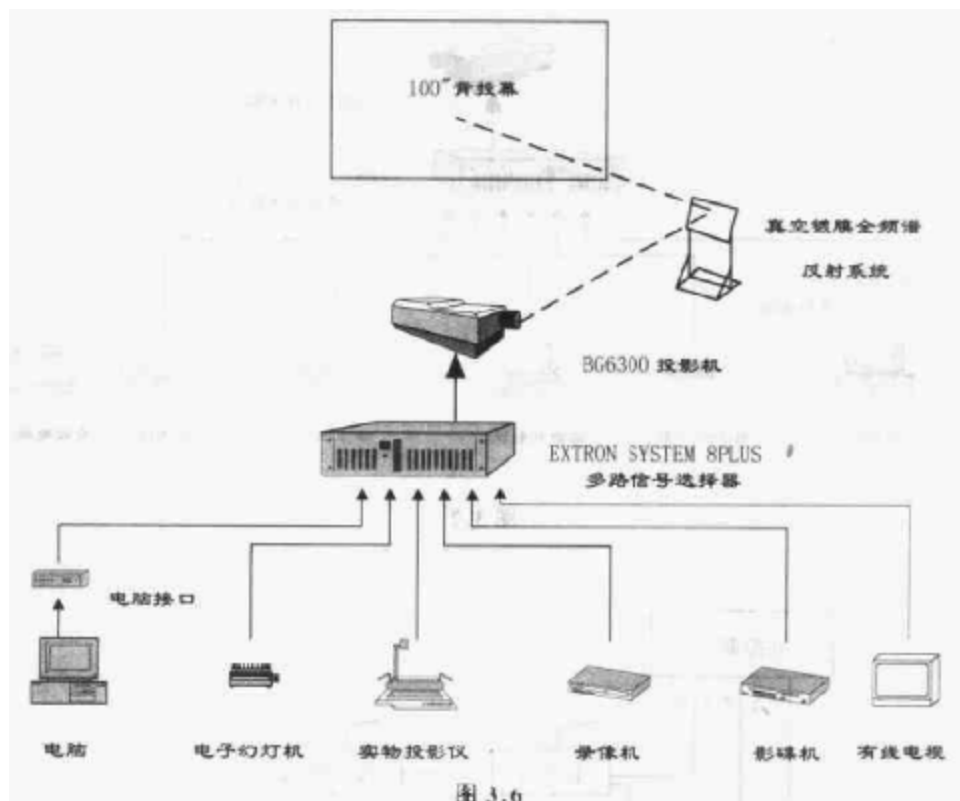 100″背投幕
真空镀膜全频谱
反射系统
BG6300 投影机
EXTRON SYSTEM 8PLUS
多路信号选择器
电脑接口
电脑
电子幻灯机
实物投影仪
录像机
影碟机
有线电视
图 3.6